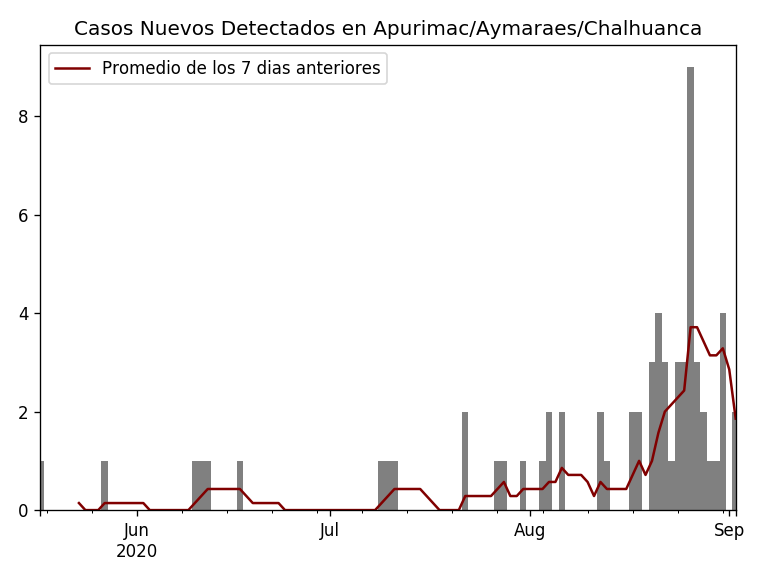 Casos Nuevos Detectados en Apurimac/Aymaraes/Chalhuanca
Promedio de los 7 dias anteriores
8
6
4
2
0
Jun Jul Aug Sep
2020